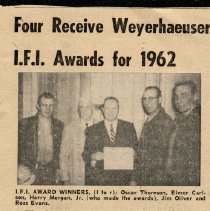 Four Receive Weyerhaeuser
I.F.I. Awards for 1962
I.F.I. AWARD WINNERS, (l to r): Oscar Thoreson, Elmer Carl-
son, Harry Morgan, Jr. (who made the awards), Jim Oliver and
Ross Evans.